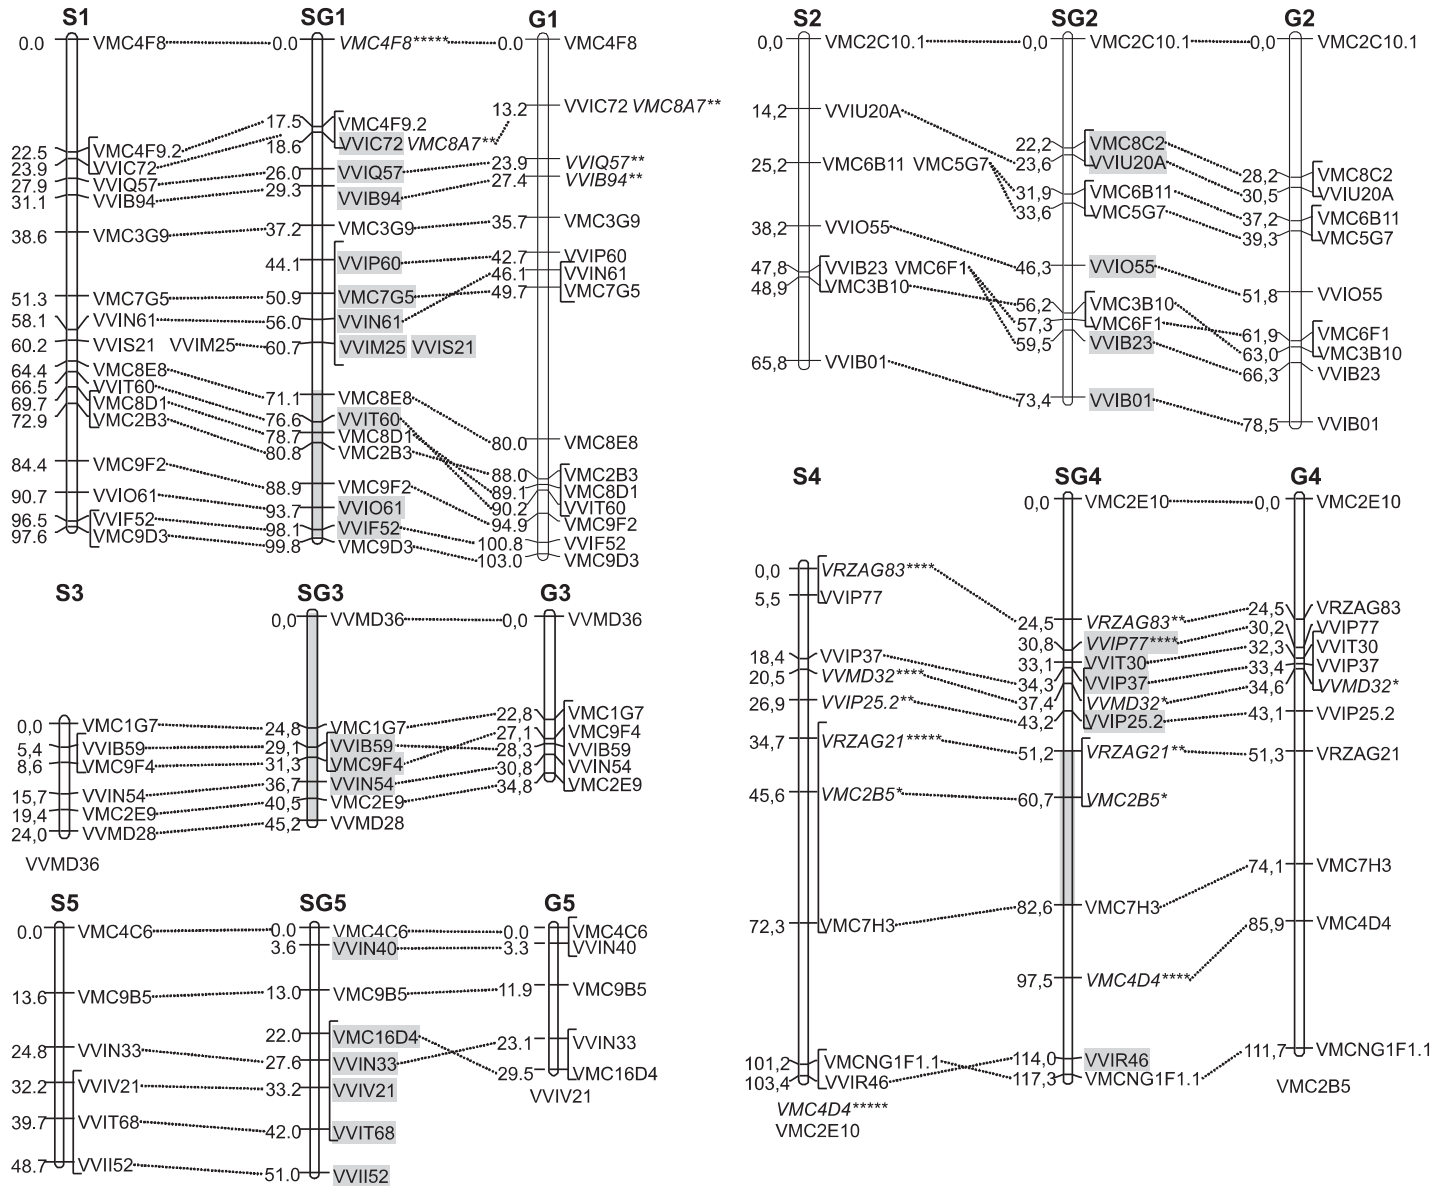 S1 SG1 G1
0.0 VMC4F8 0.0 VMC4F8***** 0.0 VMC4F8
13.2 VVIC72 VMC8A7**
17.5 VMC4F9.2
18.6 VVIC72 VMC8A7**
22.5 VMC4F9.2
23.9 VVIC72 26.0 VVIQ57 23.9 VVIQ57**
27.9 VVIQ57 29.3 VVIB94 27.4 VVIB94**
31.1 VVIB94
38.6 VMC3G9 37.2 VMC3G9 35.7 VMC3G9
44.1 VVIP60 42.7 VVIP60
46.1 VVIN61
51.3 VMC7G5 50.9 VMC7G5 49.7 VMC7G5
58.1 VVIN61 56.0 VVIN61
60.2 VVIS21 VVIM25 60.7 VVIM25 VVIS21
64.4 VMC8E8
66.5 VVIT60 71.1 VMC8E8
69.7 VMC8D1 76.6 VVIT60
72.9 VMC2B3 78.7 VMC8D1 80.0 VMC8E8
80.8 VMC2B3
84.4 VMC9F2 88.0 VMC2B3
88.9 VMC9F2 89.1 VMC8D1
90.7 VVIO61 93.7 VVIO61 90.2 VVIT60
96.5 VVIF52 98.1 VVIF52 94.9 VMC9F2
97.6 VMC9D3 99.8 VMC9D3 100.8 VVIF52
103.0 VMC9D3
S2 SG2 G2
0,0 VMC2C10.1 0,0 VMC2C10.1 0,0 VMC2C10.1
14,2 VVIU20A
22,2 VMC8C2
25,2 VMC6B11 VMC5G7 23,6 VVIU20A 28,2 VMC8C2
31,9 VMC6B11 30,5 VVIU20A
33,6 VMC5G7 37,2 VMC6B11
38,2 VVIO55 39,3 VMC5G7
47,8 VVIB23 VMC6F1 46,3 VVIO55
48,9 VMC3B10 51,8 VVIO55
56,2 VMC3B10
57,3 VMC6F1 61,9 VMC6F1
59,5 VVIB23 63,0 VMC3B10
65,8 VVIB01 66,3 VVIB23
73,4 VVIB01 78,5 VVIB01
S3 SG3 G3
0,0 VVMD36 0,0 VVMD36
0,0 VMC1G7 24,8 VMC1G7 22,8 VMC1G7
5,4 VVIB59 29,1 VVIB59 27,1 VMC9F4
8,6 VMC9F4 31,3 VMC9F4 28,3 VVIB59
15,7 VVIN54 36,7 VVIN54 30,8 VVIN54
19,4 VMC2E9 40,5 VMC2E9 34,8 VMC2E9
24,0 VVMD28 45,2 VVMD28
VVMD36
S4 SG4 G4
0,0 VMC2E10 0,0 VMC2E10
0,0 VRZAG83****
5,5 VVIP77
24,5 VRZAG83** 24,5 VRZAG83
30,8 VVIP77**** 30,2 VVIP77
18,4 VVIP37 33,1 VVIT30 32,3 VVIT30
20,5 VVMD32**** 34,3 VVIP37 33,4 VVIP37
26,9 VVIP25.2** 37,4 VVMD32* 34,6 VVMD32*
43,2 VVIP25.2 43,1 VVIP25.2
34,7 VRZAG21***** 51,2 VRZAG21** 51,3 VRZAG21
45,6 VMC2B5* 60,7 VMC2B5*
74,1 VMC7H3
72,3 VMC7H3 82,6 VMC7H3 85,9 VMC4D4
97,5 VMC4D4****
101,2 VMCNG1F1.1 114,0 VVIR46 111,7 VMCNG1F1.1
103,4 VVIR46 117,3 VMCNG1F1.1 VMC2B5
VMC4D4*****
VMC2E10
S5 SG5 G5
0.0 VMC4C6 0.0 VMC4C6 0.0 VMC4C6
3.6 VVIN40 3.3 VVIN40
13.6 VMC9B5 13.0 VMC9B5 11.9 VMC9B5
22.0 VMC16D4
24.8 VVIN33 27.6 VVIN33 23.1 VVIN33
32.2 VVIV21 33.2 VVIV21 29.5 VMC16D4
VVIV21
39.7 VVIT68 42.0 VVIT68
48.7 VVII52 51.0 VVII52